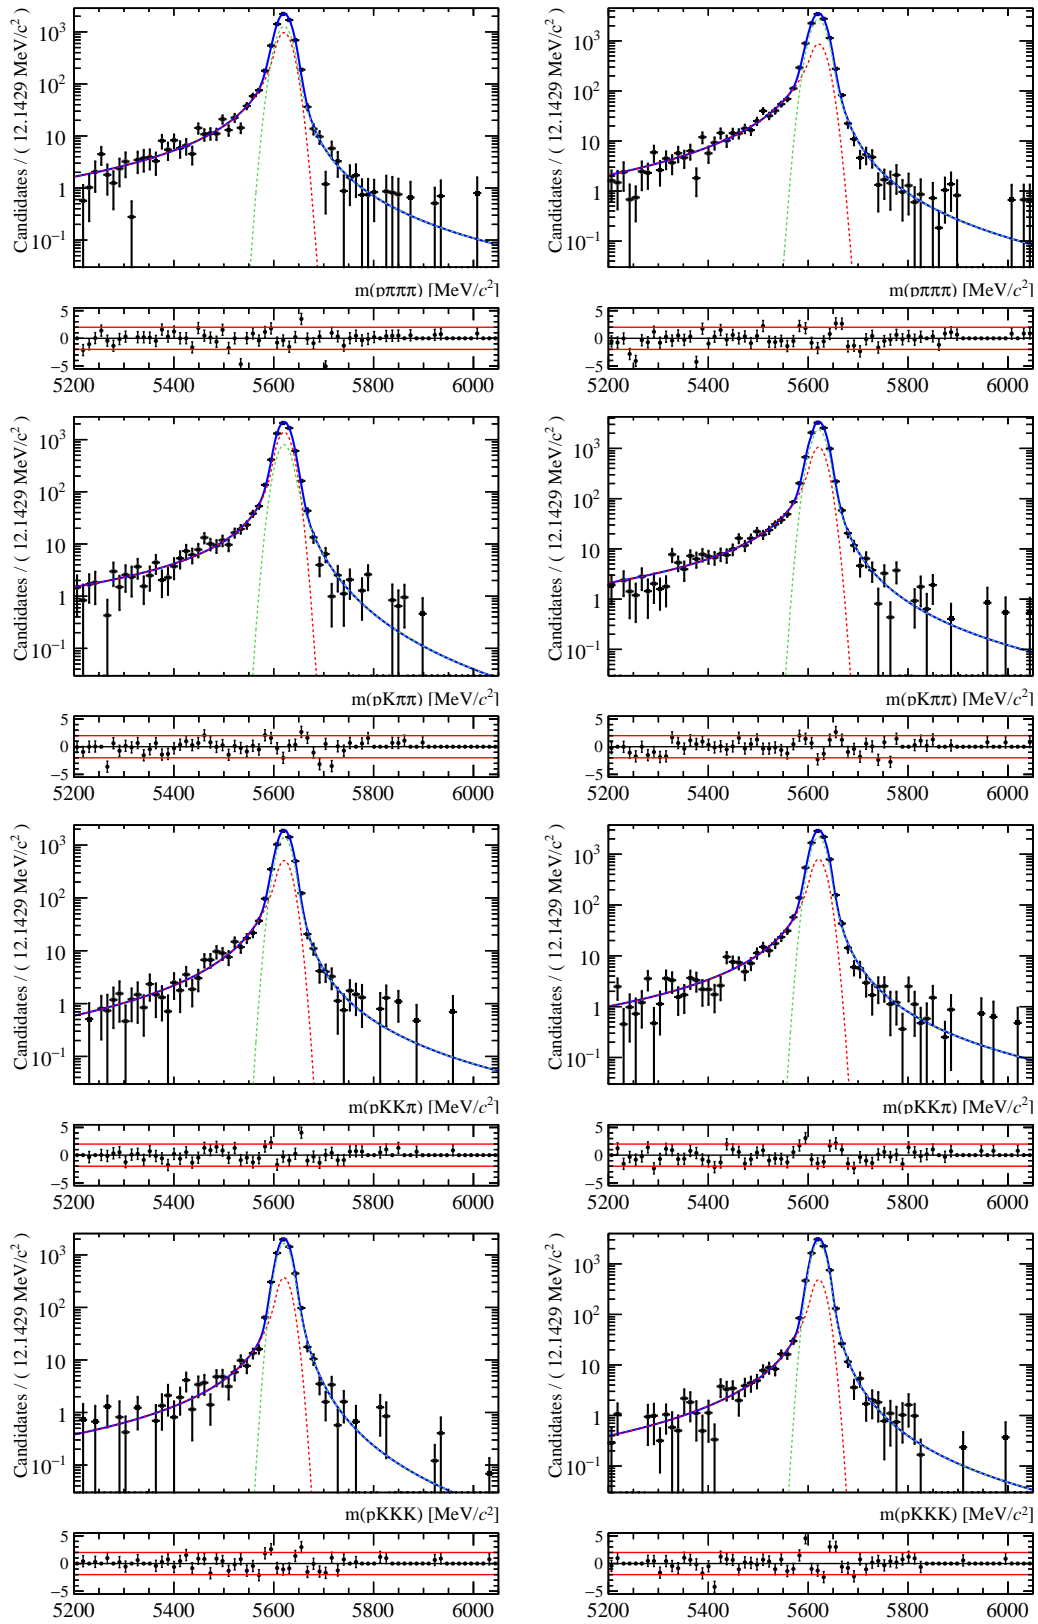 Candidates / ( 12.1429 MeV/c²) Candidates / ( 12.1429 MeV/c²)
10³ 10³
10² 10²
10 10
1 1
10⁻¹ 10⁻¹
m(pπππ) [MeV/c²] m(pπππ) [MeV/c²]
5 5
0 0
−5 −5
5200 5400 5600 5800 6000 5200 5400 5600 5800 6000
Candidates / ( 12.1429 MeV/c²) Candidates / ( 12.1429 MeV/c²)
10³ 10³
10² 10²
10 10
1 1
10⁻¹ 10⁻¹
m(pKππ) [MeV/c²] m(pKππ) [MeV/c²]
5 5
0 0
−5 −5
5200 5400 5600 5800 6000 5200 5400 5600 5800 6000
Candidates / ( 12.1429 MeV/c²) Candidates / ( 12.1429 MeV/c²)
10³ 10³
10² 10²
10 10
1 1
10⁻¹ 10⁻¹
m(pKKπ) [MeV/c²] m(pKKπ) [MeV/c²]
5 5
0 0
−5 −5
5200 5400 5600 5800 6000 5200 5400 5600 5800 6000
Candidates / ( 12.1429 MeV/c²) Candidates / ( 12.1429 MeV/c²)
10³ 10³
10² 10²
10 10
1 1
10⁻¹ 10⁻¹
m(pKKK) [MeV/c²] m(pKKK) [MeV/c²]
5 5
0 0
−5 −5
5200 5400 5600 5800 6000 5200 5400 5600 5800 6000